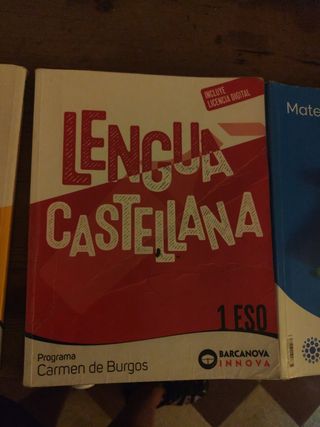 INCLUYE
LICENCIA DIGITAL
LENGUA
CASTELLANA
1 ESO
Programa
Carmen de Burgos
BARCANOVA
INNOVA
Mate